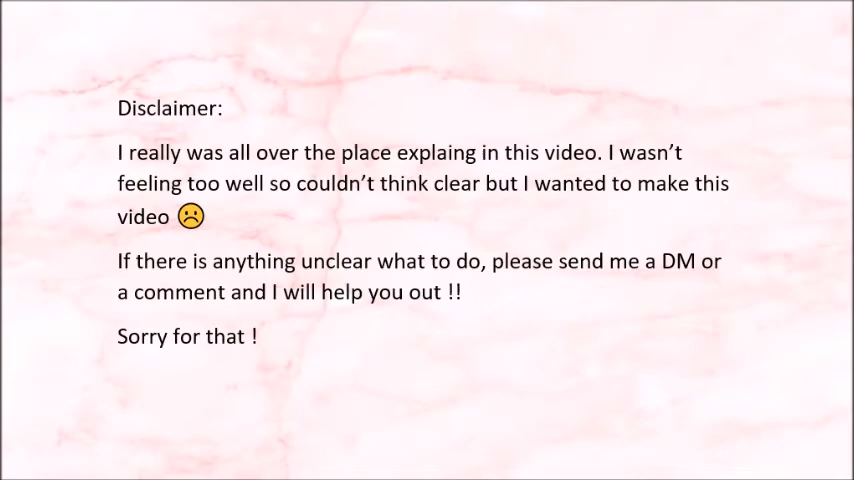 Disclaimer:
I really was all over the place explaing in this video. I wasn’t
feeling too well so couldn’t think clear but I wanted to make this
video ☹️
If there is anything unclear what to do, please send me a DM or
a comment and I will help you out !!
Sorry for that !